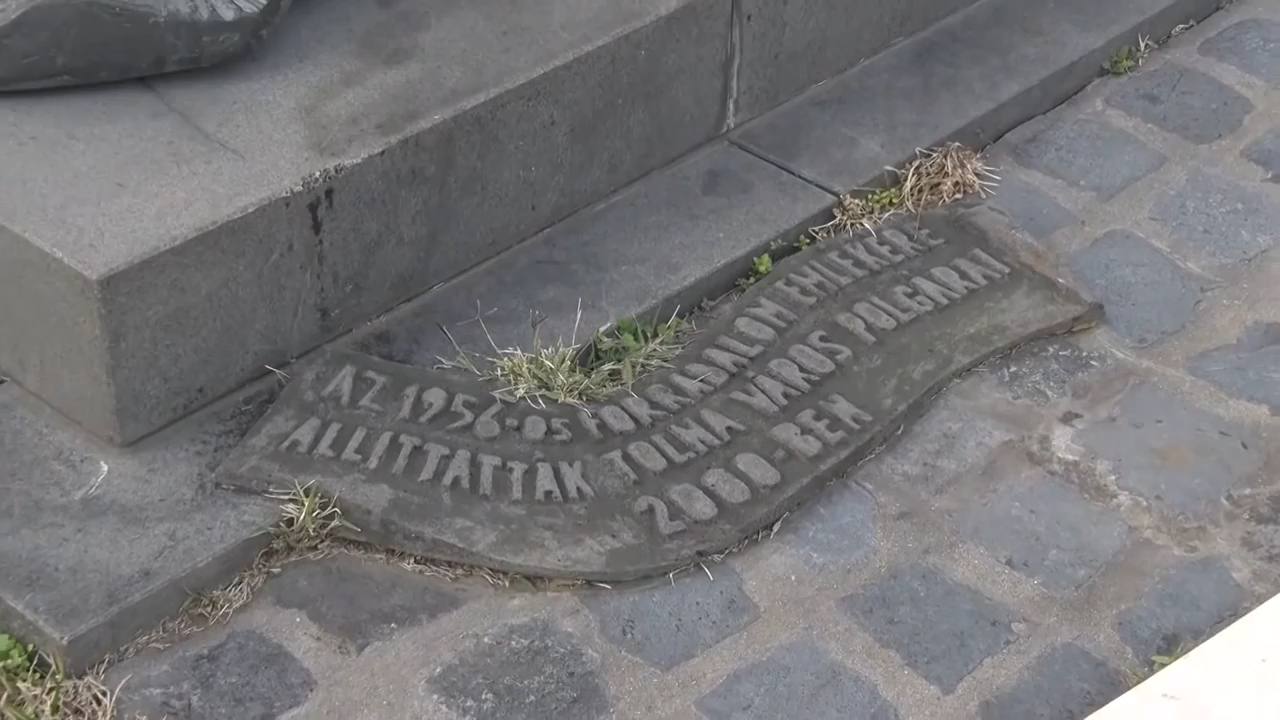 AZ 1956-OS FORRADALOM EMLÉKÉRE
ÁLLÍTTATTÁK TOLNA VÁROS POLGÁRAI
2000-BEN